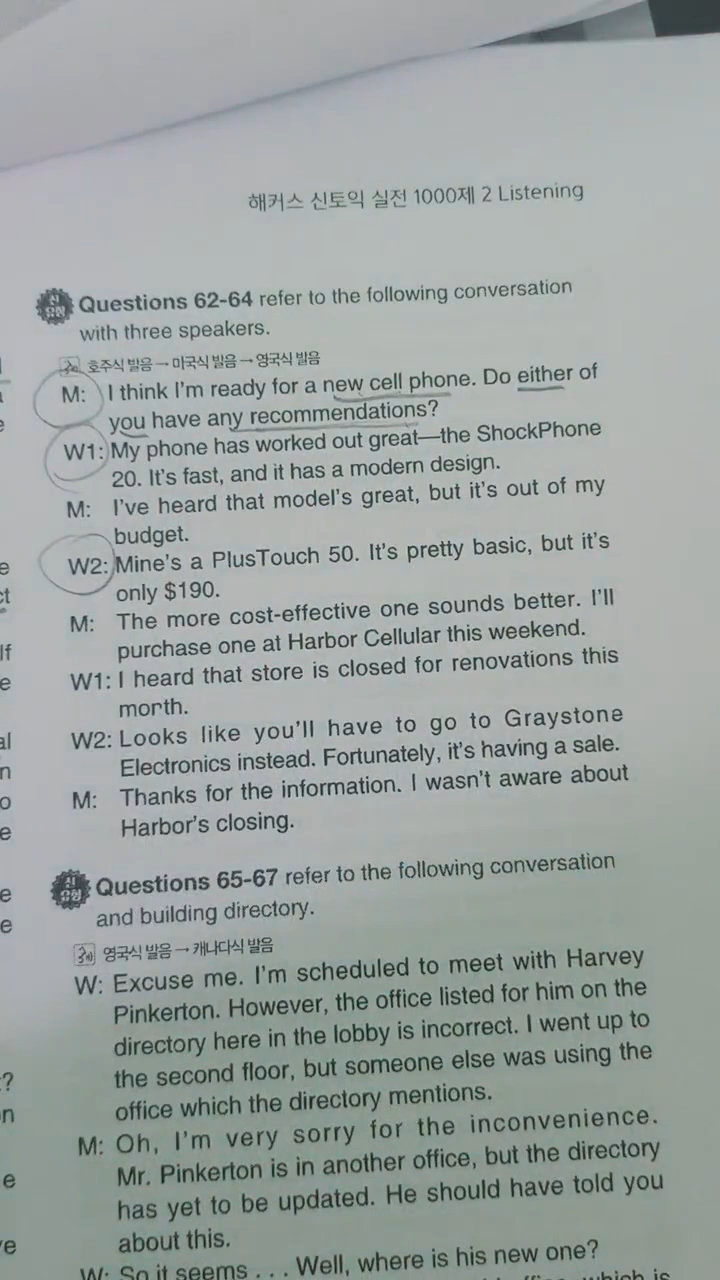 해커스 신토익 실전 1000제 2 Listening
신유형 Questions 62-64 refer to the following conversation
with three speakers.
호주식 발음 → 미국식 발음 → 영국식 발음
M: I think I'm ready for a new cell phone. Do either of
you have any recommendations?
W1: My phone has worked out great—the ShockPhone
20. It's fast, and it has a modern design.
M: I've heard that model's great, but it's out of my
budget.
W2: Mine's a PlusTouch 50. It's pretty basic, but it's
only $190.
M: The more cost-effective one sounds better. I'll
purchase one at Harbor Cellular this weekend.
W1: I heard that store is closed for renovations this
month.
W2: Looks like you'll have to go to Graystone
Electronics instead. Fortunately, it's having a sale.
M: Thanks for the information. I wasn't aware about
Harbor's closing.
신유형 Questions 65-67 refer to the following conversation
and building directory.
영국식 발음 → 캐나다식 발음
W: Excuse me. I'm scheduled to meet with Harvey
Pinkerton. However, the office listed for him on the
directory here in the lobby is incorrect. I went up to
the second floor, but someone else was using the
office which the directory mentions.
M: Oh, I'm very sorry for the inconvenience.
Mr. Pinkerton is in another office, but the directory
has yet to be updated. He should have told you
about this.
W: So it seems . . . Well, where is his new one?
which is